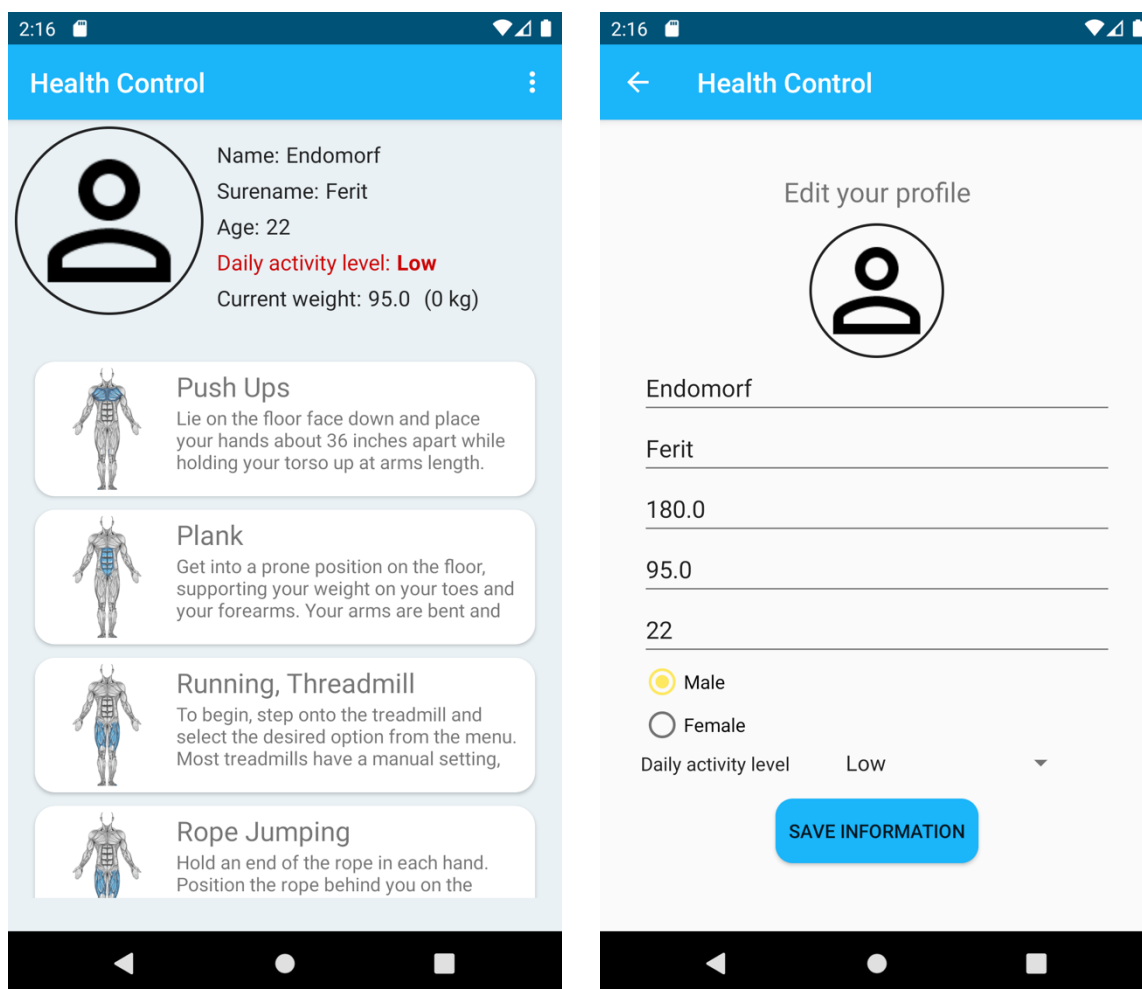 2:16
Health Control
Name: Endomorf
Surename: Ferit
Age: 22
Daily activity level: Low
Current weight: 95.0 (0 kg)
Push Ups
Lie on the floor face down and place
your hands about 36 inches apart while
holding your torso up at arms length.
Plank
Get into a prone position on the floor,
supporting your weight on your toes and
your forearms. Your arms are bent and
Running, Threadmill
To begin, step onto the treadmill and
select the desired option from the menu.
Most treadmills have a manual setting,
Rope Jumping
Hold an end of the rope in each hand.
Position the rope behind you on the
2:16
Health Control
Edit your profile
Endomorf
Ferit
180.0
95.0
22
Male
Female
Daily activity level Low
SAVE INFORMATION